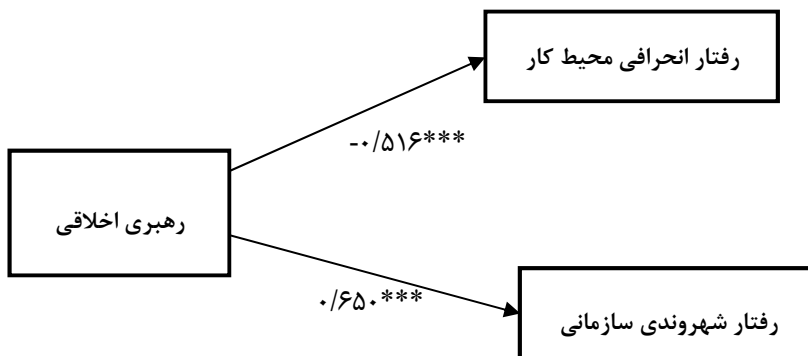 رفتار انحرافی محیط کار
-۰/۵۱۶***
رهبری اخلاقی
۰/۶۵۰***
رفتار شهروندی سازمانی